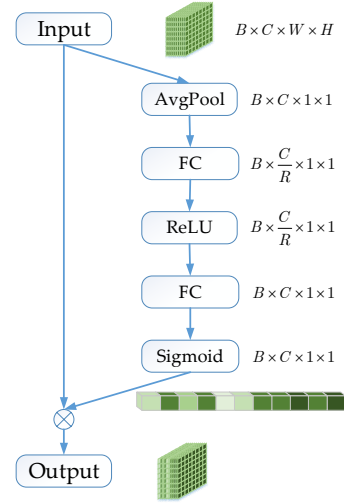 Input B × C × W × H
AvgPool B × C × 1 × 1
FC B × C/R × 1 × 1
ReLU B × C/R × 1 × 1
FC B × C × 1 × 1
Sigmoid B × C × 1 × 1
⊗
Output